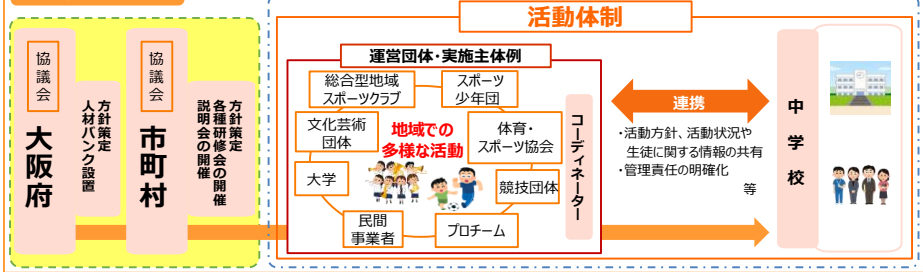 活動体制
協議会
大阪府
方針策定
人材バンク設置
協議会
市町村
方針策定
各種研修会の開催
説明会の開催
運営団体・実施主体例
総合型地域
スポーツクラブ
スポーツ
少年団
文化芸術
団体
地域での
多様な活動
体育・
スポーツ協会
大学
競技団体
民間
事業者
プロチーム
コーディネーター
連携
・活動方針、活動状況や
生徒に関する情報の共有
・管理責任の明確化
等
中学校